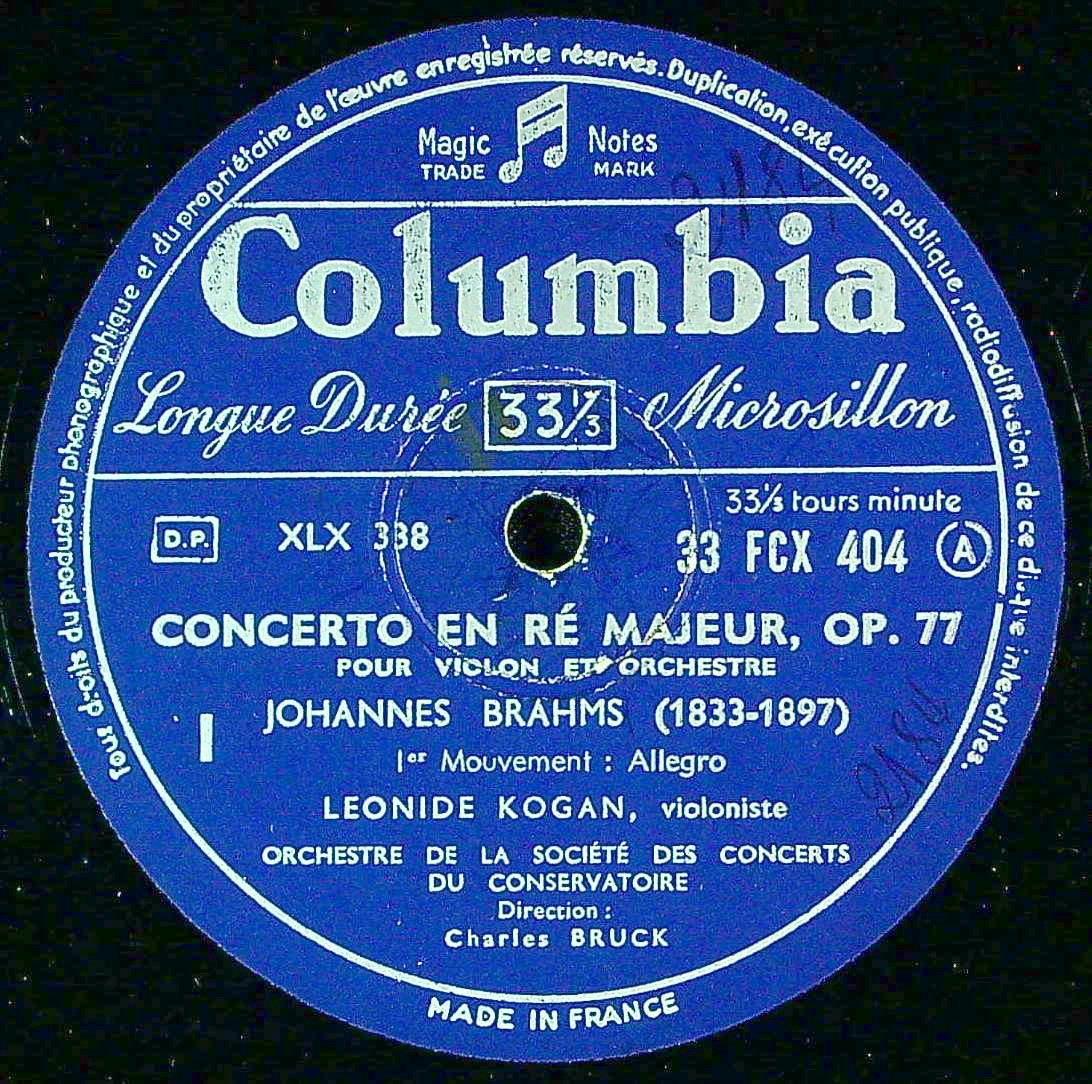 Tour droits du producteur phonographique et du propriétaire de l'œuvre enregistrée réservés. Duplication, exécution publique, radiodiffusion de ce disque interdites.
Magic Notes
TRADE MARK
Columbia
Longue Durée 33⅓ Microsillon
33⅓ tours minute
D.P. XLX 338 33 FCX 404 A
CONCERTO EN RÉ MAJEUR, OP. 77
POUR VIOLON ET ORCHESTRE
I JOHANNES BRAHMS (1833-1897)
Ier Mouvement : Allegro
LEONIDE KOGAN, violoniste
ORCHESTRE DE LA SOCIÉTÉ DES CONCERTS
DU CONSERVATOIRE
Direction :
Charles BRUCK
MADE IN FRANCE
2184